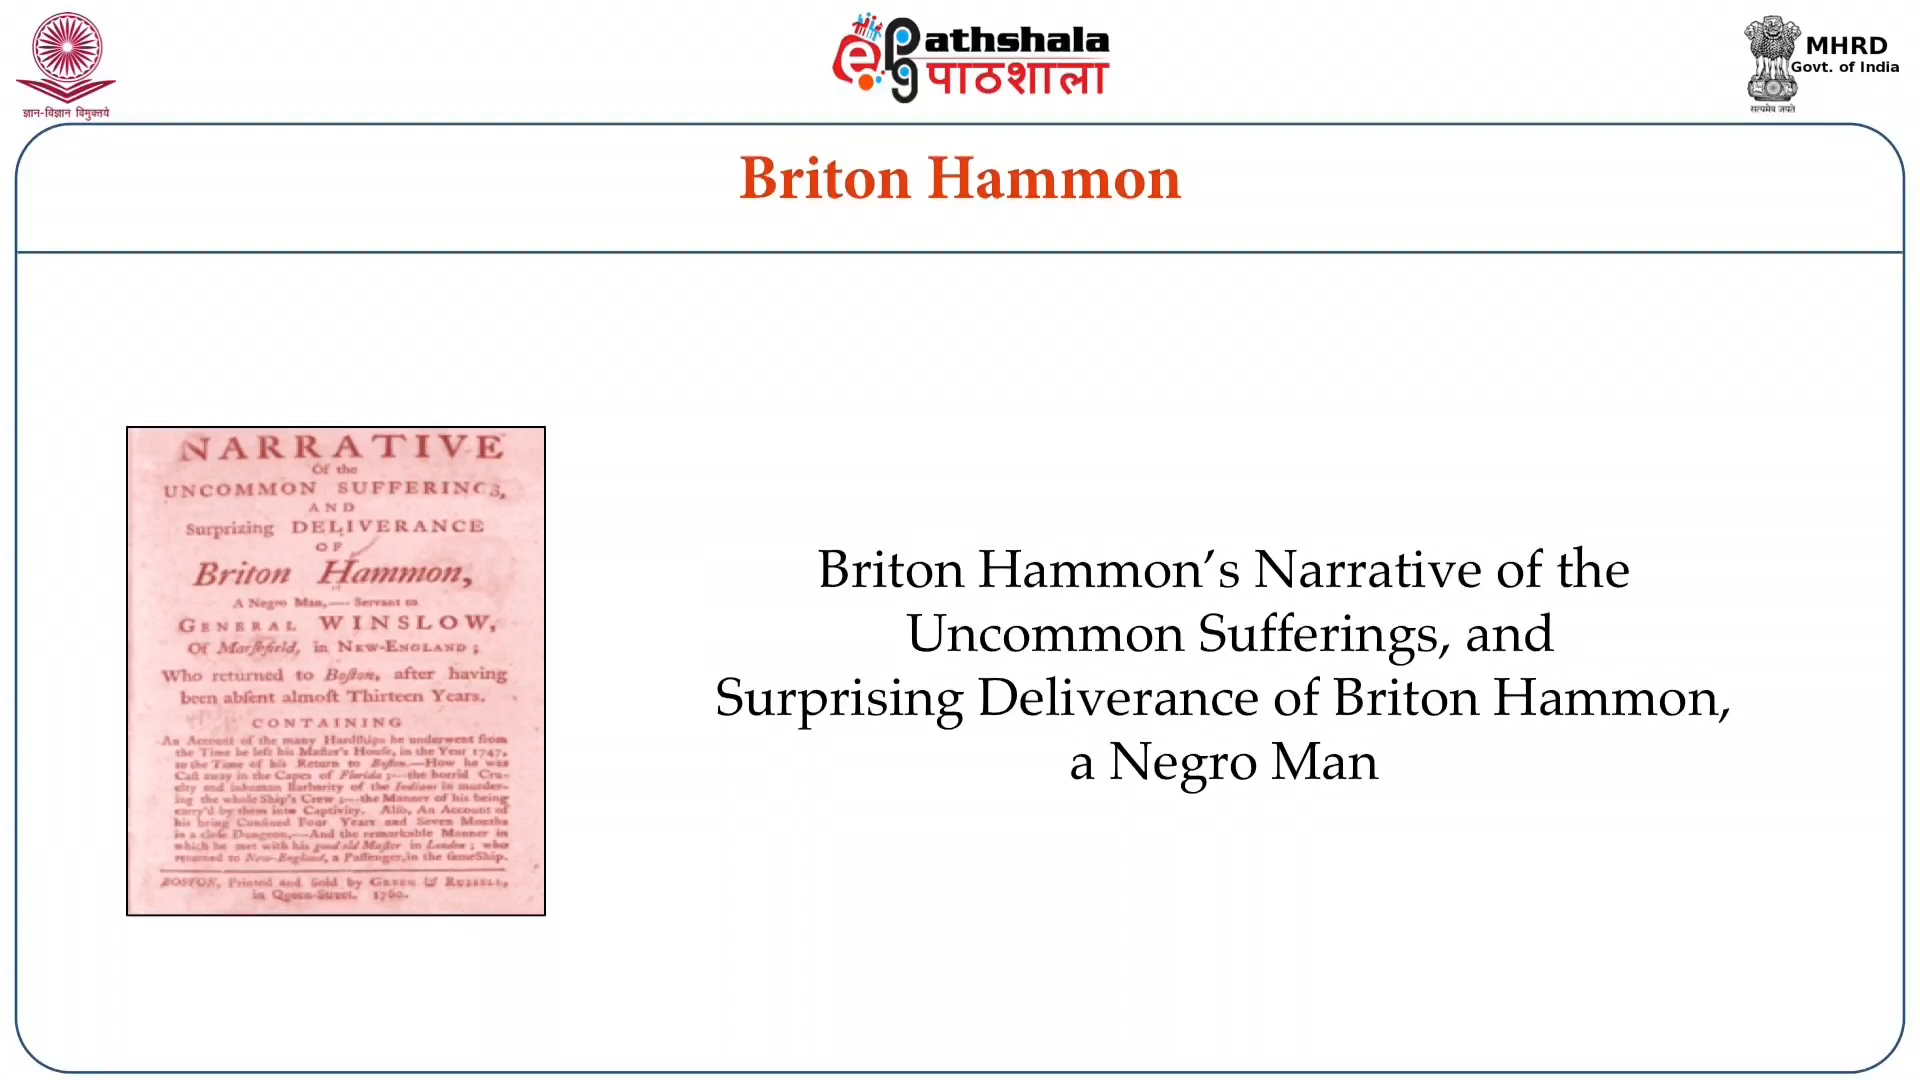 ज्ञान-विज्ञान विमुक्तये
ePathshala
पाठशाला
MHRD
Govt. of India
सत्यमेव जयते
Briton Hammon
NARRATIVE
Of the
UNCOMMON SUFFERINGS,
AND
Surprizing DELIVERANCE
OF
Briton Hammon,
A Negro Man,—Servant to
GENERAL WINSLOW,
Of Marſhfield, in NEW-ENGLAND;
Who returned to Boſton, after having
been abſent almoſt Thirteen Years.
CONTAINING
An Account of the many Hardſhips he underwent from
the Time he left his Maſter's Houſe, in the Year 1747,
to the Time of his Return to Boſton.—How he was
Caſt away in the Capes of Florida;—the horrid Cru-
elty and inhuman Barbarity of the Indians in murder-
ing the whole Ship's Crew;—the Manner of his being
carry'd by them into Captivity. Alſo, An Account of
his being Confined Four Years and Seven Months
in a cloſe Dungeon,—And the remarkable Manner in
which he met with his good old Maſter in London; who
returned to New-England, a Paſſenger, in the ſame Ship.
BOSTON, Printed and Sold by GREEN & RUSSELL,
in Queen-Street. 1760.
Briton Hammon’s Narrative of the
Uncommon Sufferings, and
Surprising Deliverance of Briton Hammon,
a Negro Man